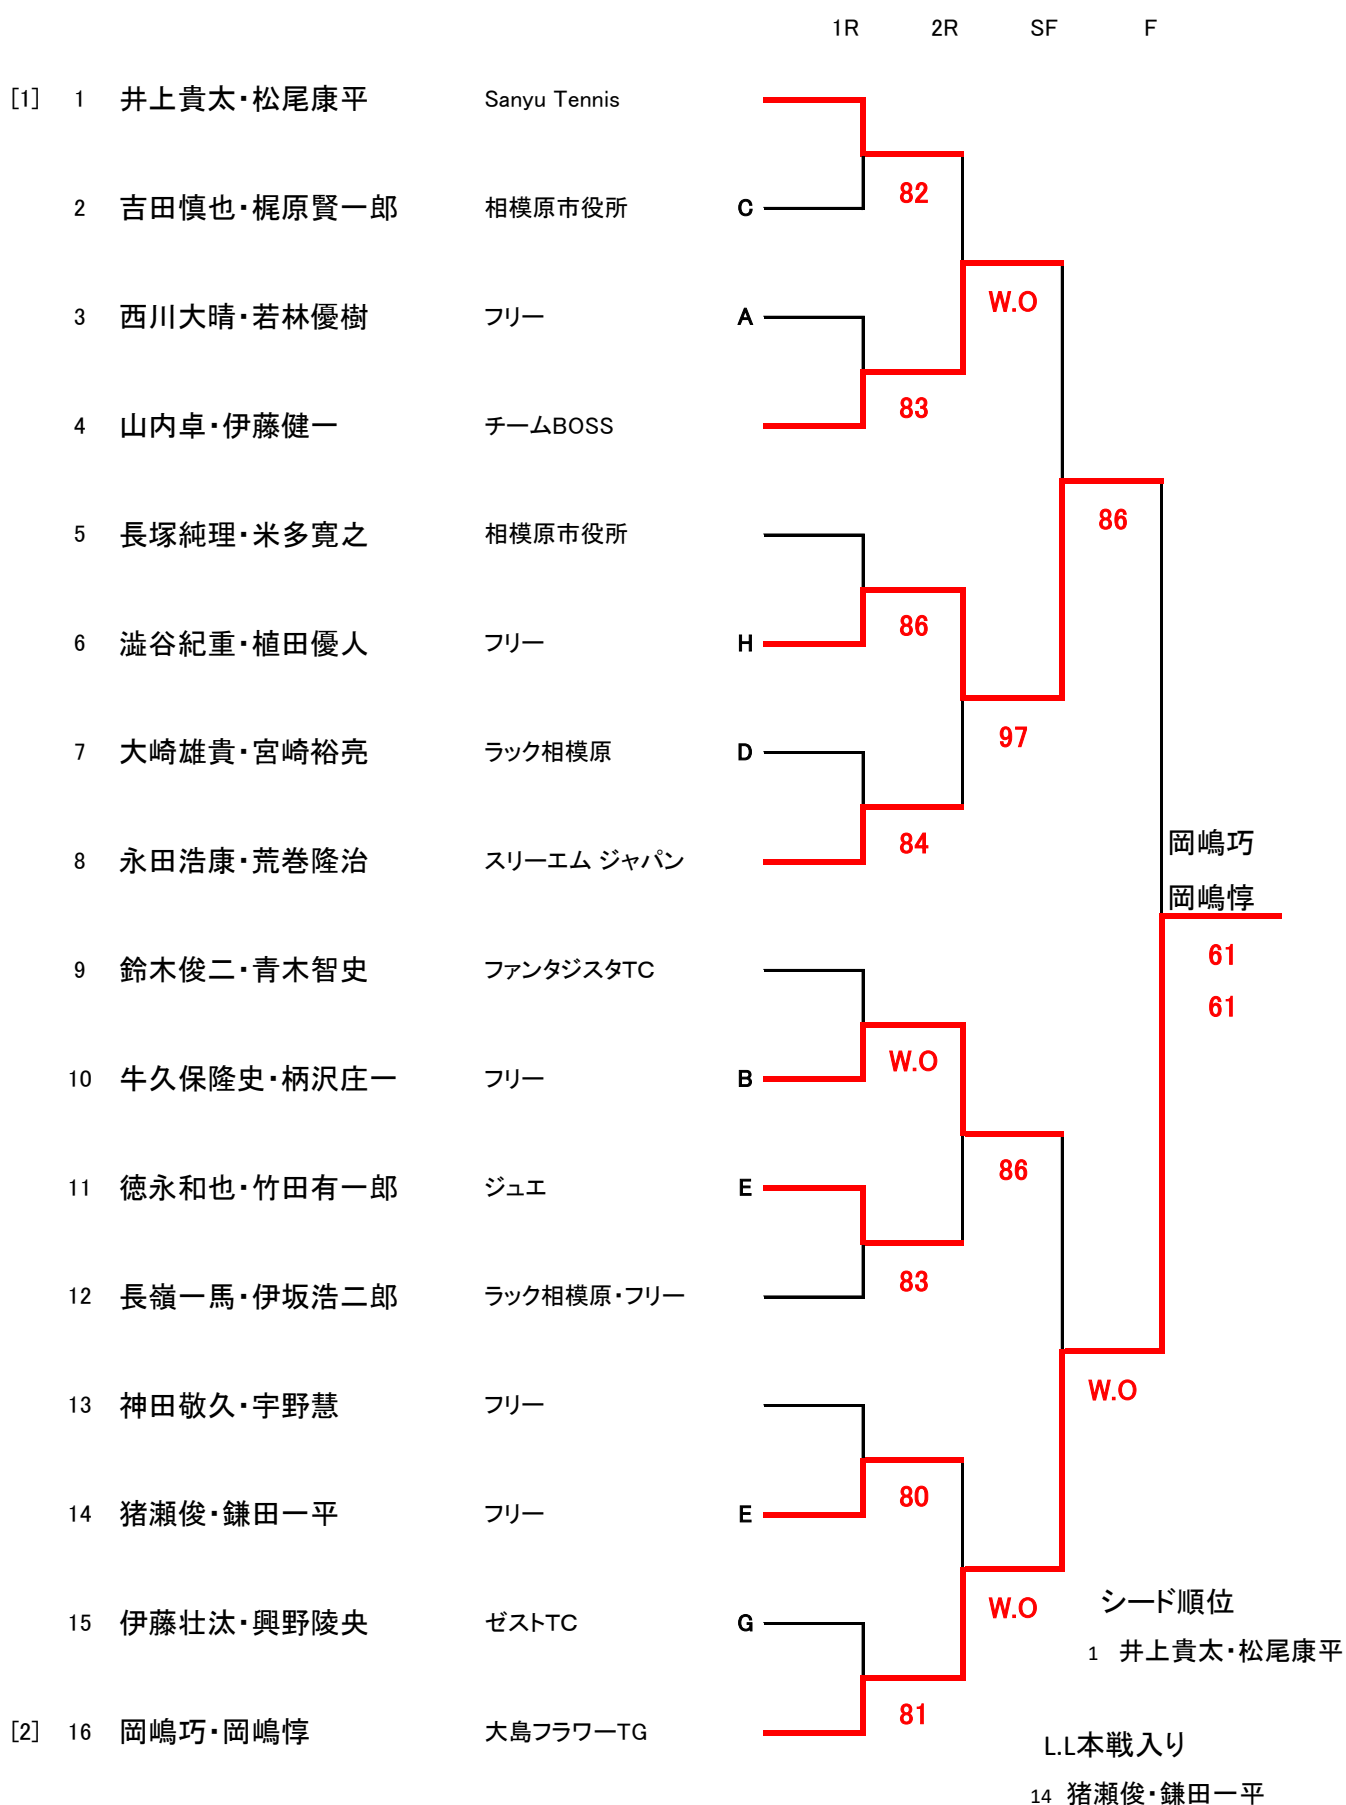 1R 2R SF F
[1] 1 井上貴太・松尾康平 Sanyu Tennis
82
2 吉田慎也・梶原賢一郎 相模原市役所 C
W.O
3 西川大晴・若林優樹 フリー A
83
4 山内卓・伊藤健一 チームBOSS
86
5 長塚純理・米多寛之 相模原市役所
86
6 澁谷紀重・植田優人 フリー H
97
7 大崎雄貴・宮崎裕亮 ラック相模原 D
84
岡嶋巧
8 永田浩康・荒巻隆治 スリーエム ジャパン
岡嶋惇
61
9 鈴木俊二・青木智史 ファンタジスタTC
61
W.O
10 牛久保隆史・柄沢庄一 フリー B
86
11 徳永和也・竹田有一郎 ジュエ E
83
12 長嶺一馬・伊坂浩二郎 ラック相模原・フリー
W.O
13 神田敬久・宇野慧 フリー
80
14 猪瀬俊・鎌田一平 フリー E
W.O
シード順位
15 伊藤壮汰・興野陵央 ゼストTC G
1 井上貴太・松尾康平
81
[2] 16 岡嶋巧・岡嶋惇 大島フラワーTG
L.L本戦入り
14 猪瀬俊・鎌田一平